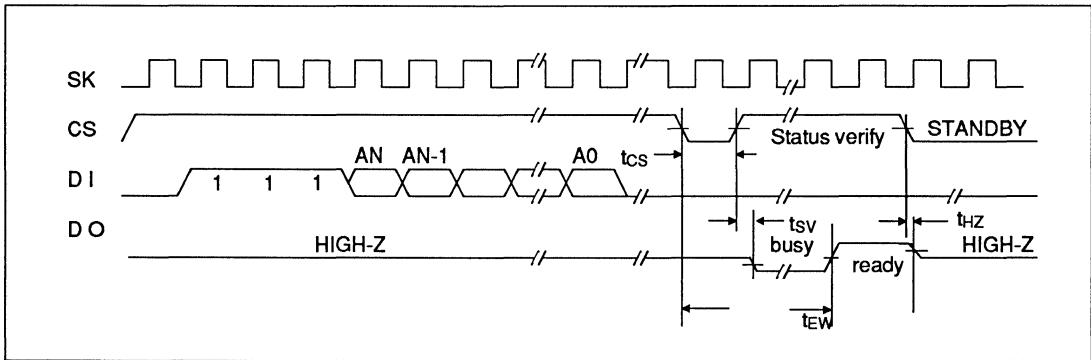 SK
CS
Status verify
STANDBY
tCS
AN
AN-1
A0
DI
1 1 1
DO
tSV
tHZ
HIGH-Z
busy
ready
HIGH-Z
tEW